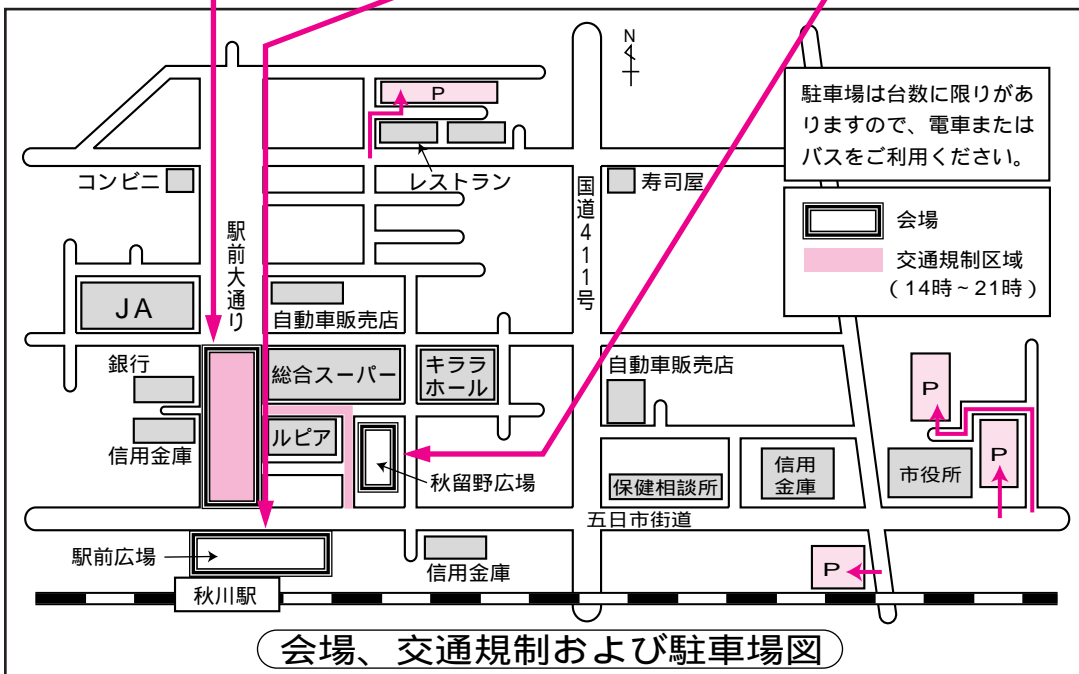 N
P
駐車場は台数に限りがあ
りますので、電車または
バスをご利用ください。
コンビニ
レストラン
国道411号
寿司屋
会場
交通規制区域
(14時~21時)
駅前大通り
JA
自動車販売店
銀行
総合スーパー
キララ
ホール
自動車販売店
P
ルピア
信用金庫
秋留野広場
保健相談所
信用
金庫
市役所
P
五日市街道
駅前広場
信用金庫
P
秋川駅
会場、交通規制および駐車場図